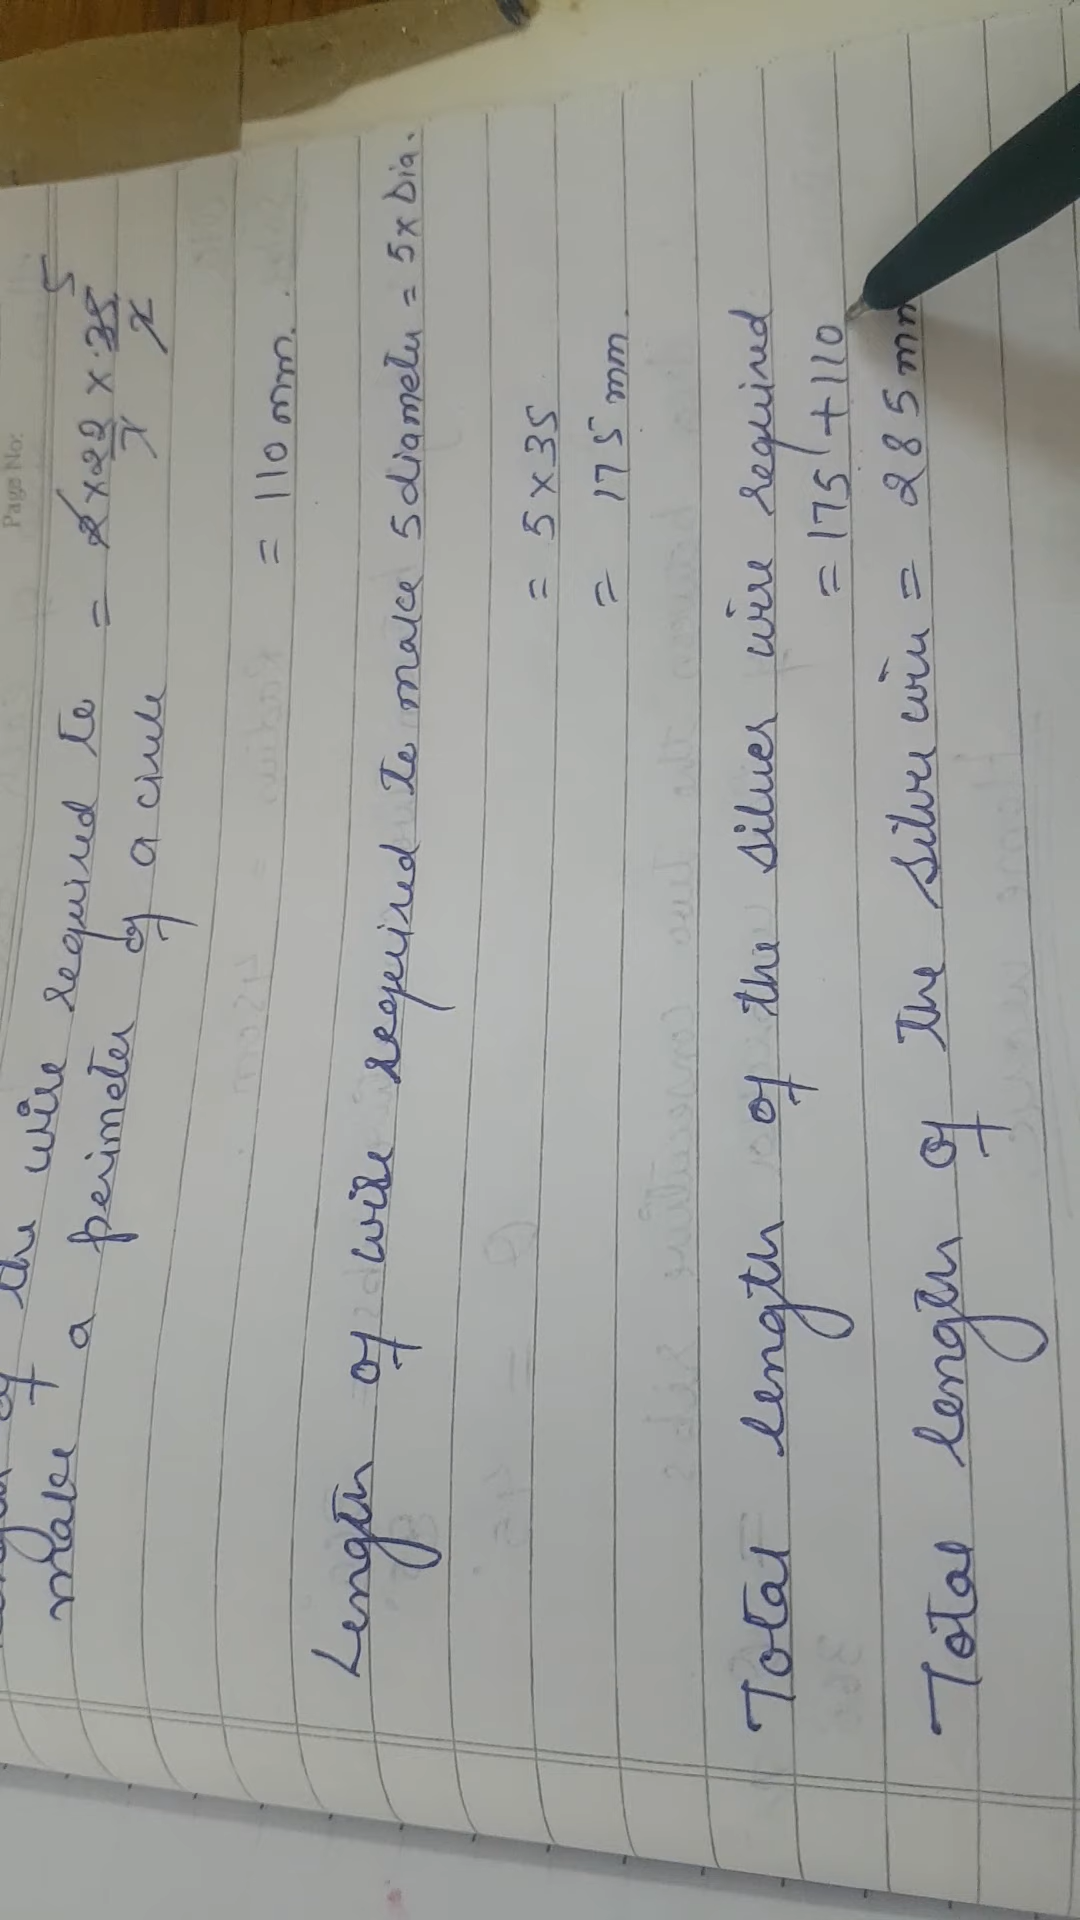 Page No:
the wire required to = 2 x 22/7 x 35/2 5
make a perimeter of a circle
= 110 mm.
Length of wire required to make 5 diameter = 5 x Dia.
= 5 x 35
= 175 mm
Total length of the silver wire required
= 175 + 110
Total length of the silver wire = 285 mm